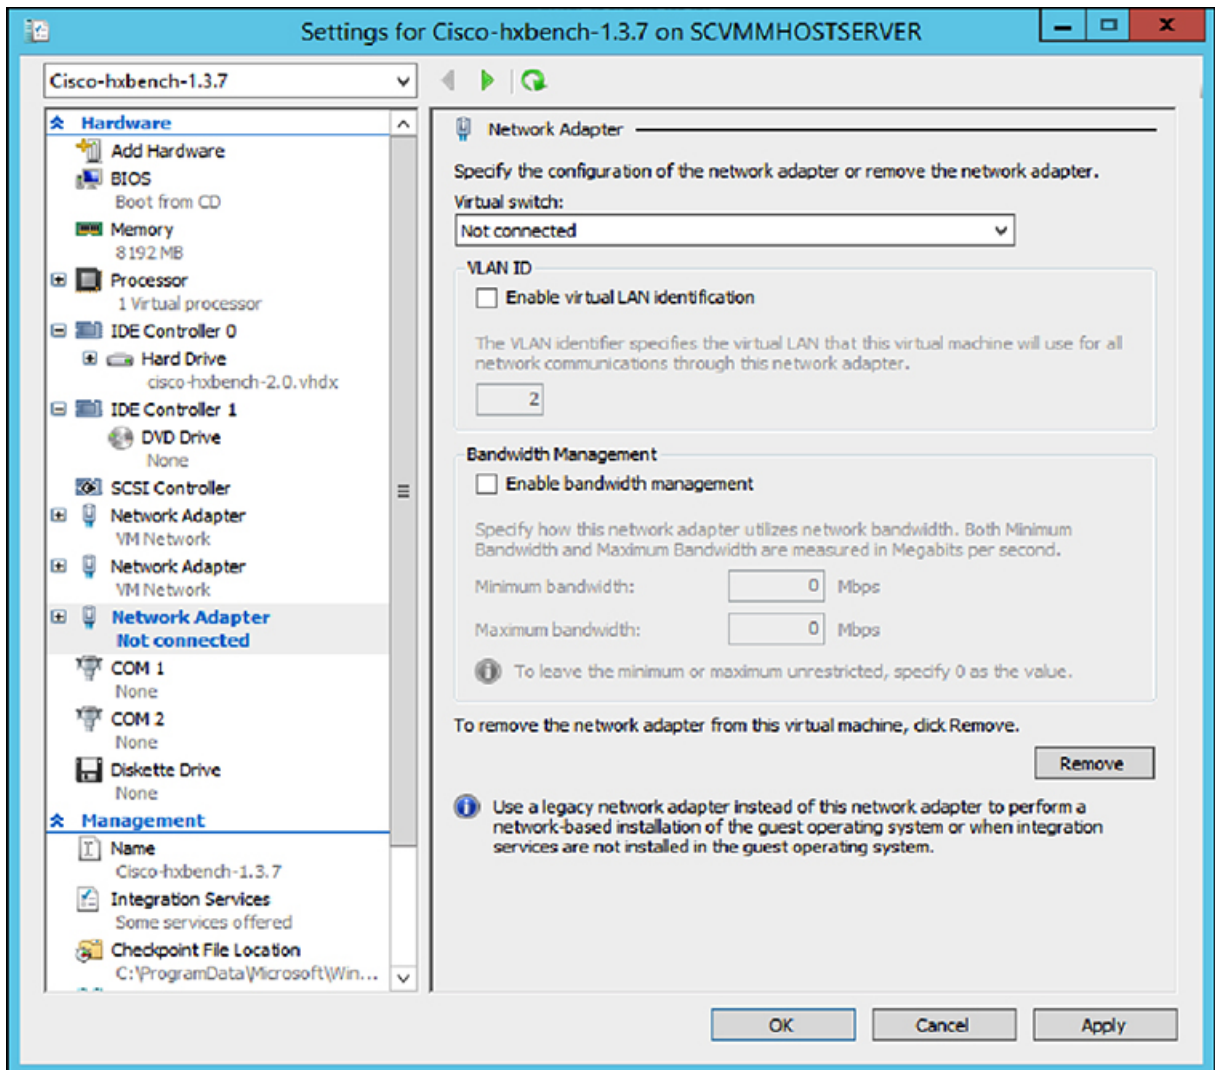 Settings for Cisco-hxbench-1.3.7 on SCVMMHOSTSERVER
Cisco-hxbench-1.3.7
Hardware
Add Hardware
BIOS
Boot from CD
Memory
8192 MB
Processor
1 Virtual processor
IDE Controller 0
Hard Drive
cisco-hxbench-2.0.vhdx
IDE Controller 1
DVD Drive
None
SCSI Controller
Network Adapter
VM Network
Network Adapter
VM Network
Network Adapter
Not connected
COM 1
None
COM 2
None
Diskette Drive
None
Management
Name
Cisco-hxbench-1.3.7
Integration Services
Some services offered
Checkpoint File Location
C:\ProgramData\Microsoft\Win...
Network Adapter
Specify the configuration of the network adapter or remove the network adapter.
Virtual switch:
Not connected
VLAN ID
Enable virtual LAN identification
The VLAN identifier specifies the virtual LAN that this virtual machine will use for all
network communications through this network adapter.
2
Bandwidth Management
Enable bandwidth management
Specify how this network adapter utilizes network bandwidth. Both Minimum
Bandwidth and Maximum Bandwidth are measured in Megabits per second.
Minimum bandwidth: 0 Mbps
Maximum bandwidth: 0 Mbps
To leave the minimum or maximum unrestricted, specify 0 as the value.
To remove the network adapter from this virtual machine, click Remove.
Remove
Use a legacy network adapter instead of this network adapter to perform a
network-based installation of the guest operating system or when integration
services are not installed in the guest operating system.
OK Cancel Apply